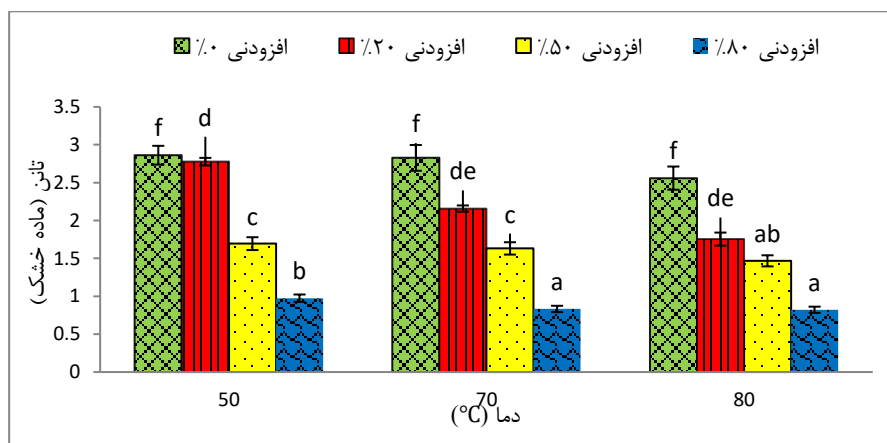 افزودنی ۰٪ افزودنی ۲۰٪ افزودنی ۵۰٪ افزودنی ۸۰٪
تانن (ماده خشک)
3.5
3
2.5
2
1.5
1
0.5
0
f d c b
f de c a
f de ab a
50 70 80
دما (°C)